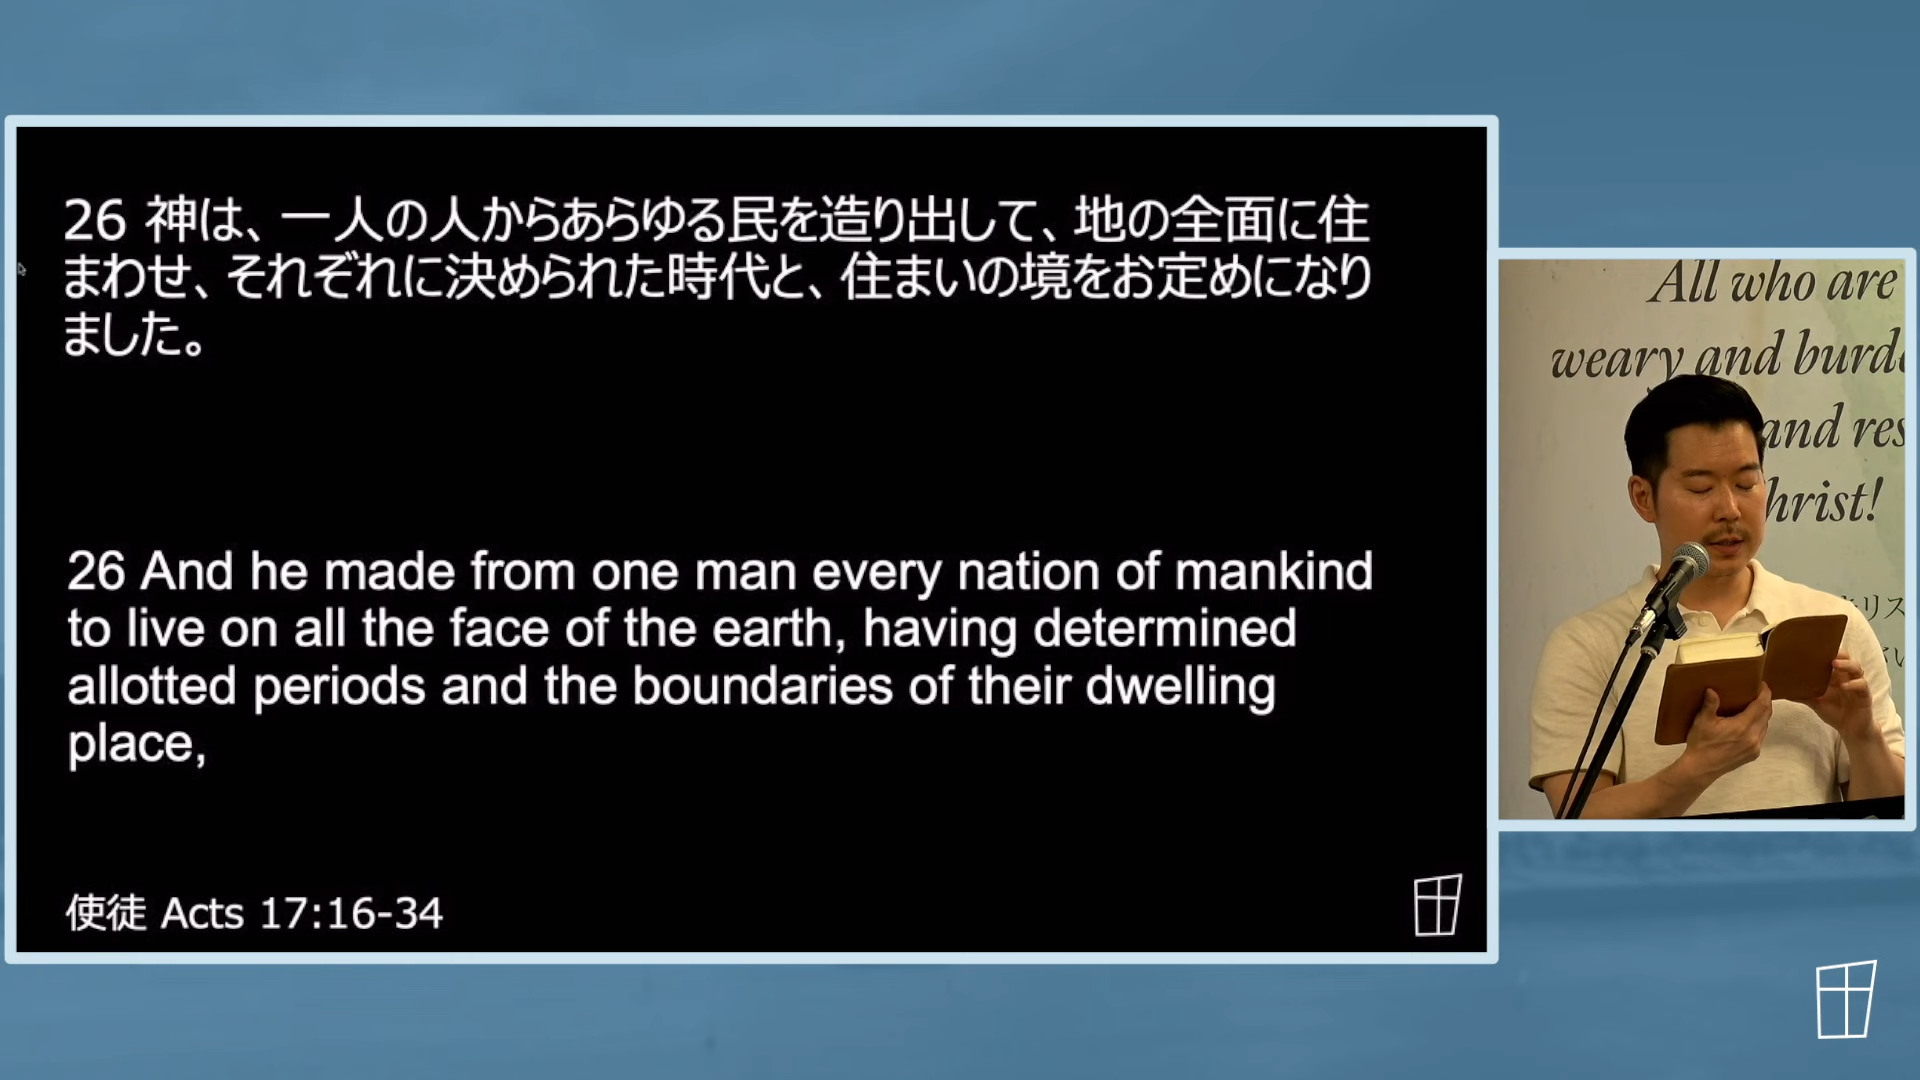 26 神は、一人の人からあらゆる民を造り出して、地の全面に住
まわせ、それぞれに決められた時代と、住まいの境をお定めになり
ました。
26 And he made from one man every nation of mankind
to live on all the face of the earth, having determined
allotted periods and the boundaries of their dwelling
place,
使徒 Acts 17:16-34
All who are
weary and
and
hrist!